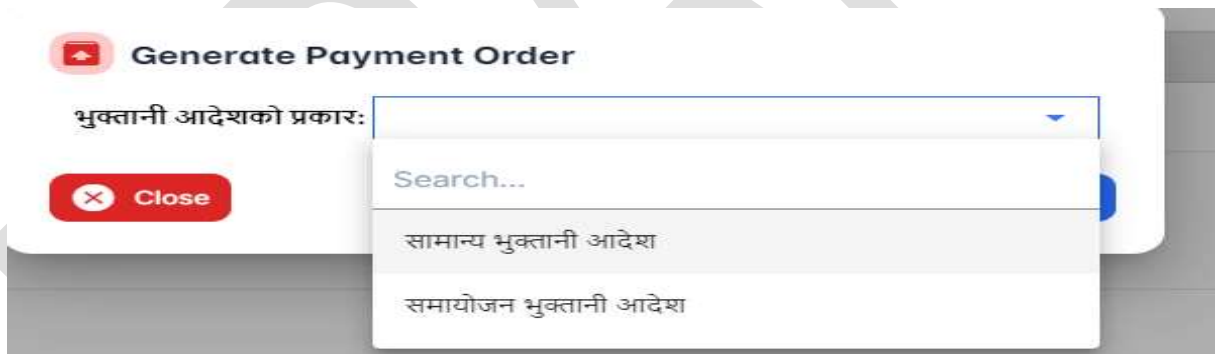 Generate Payment Order
भुक्तानी आदेशको प्रकार:
Search...
Close
सामान्य भुक्तानी आदेश
समायोजन भुक्तानी आदेश